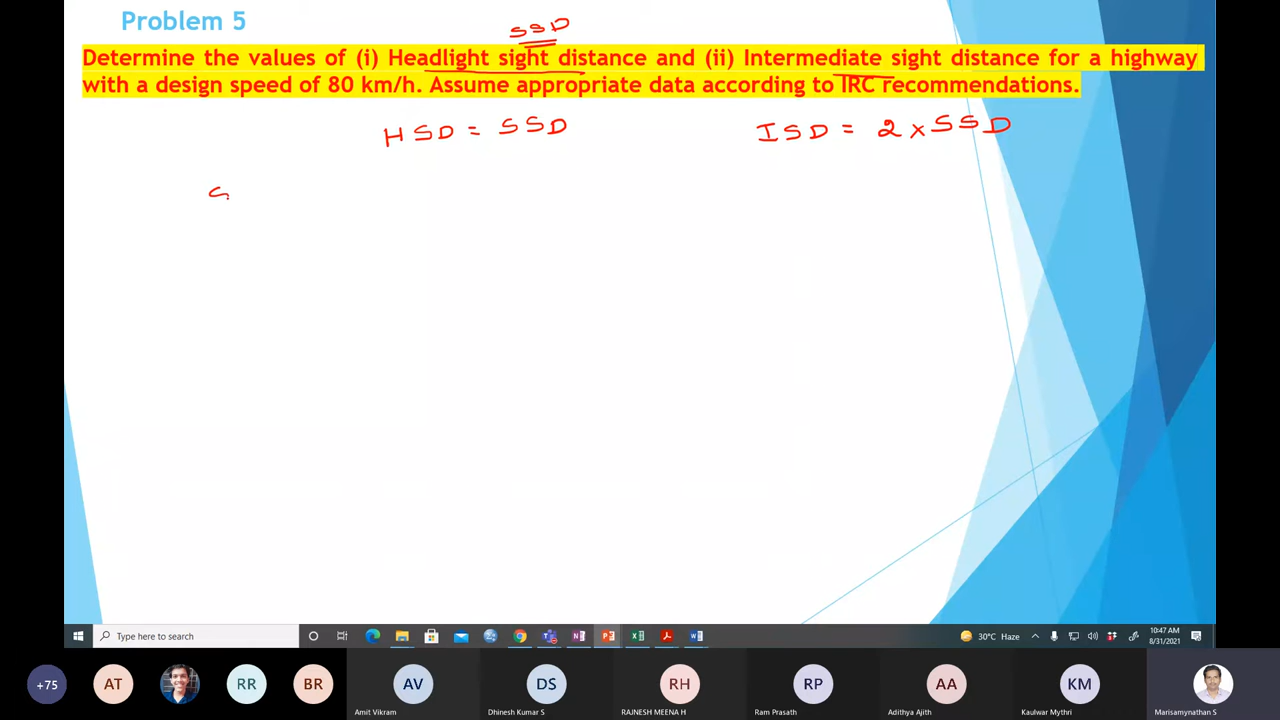 Problem 5
SSD
Determine the values of (i) Headlight sight distance and (ii) Intermediate sight distance for a highway
with a design speed of 80 km/h. Assume appropriate data according to IRC recommendations.
HSD = SSD
ISD = 2 x SSD
S
Type here to search
30°C Haze
10:47 AM
8/31/2021
+75
AT
RR
BR
AV
DS
RH
RP
AA
KM
Amit Vikram
Dhinesh Kumar S
RAJNESH MEENA H
Ram Prasath
Adithya Ajith
Kaulwar Mythri
Marisamynathan S